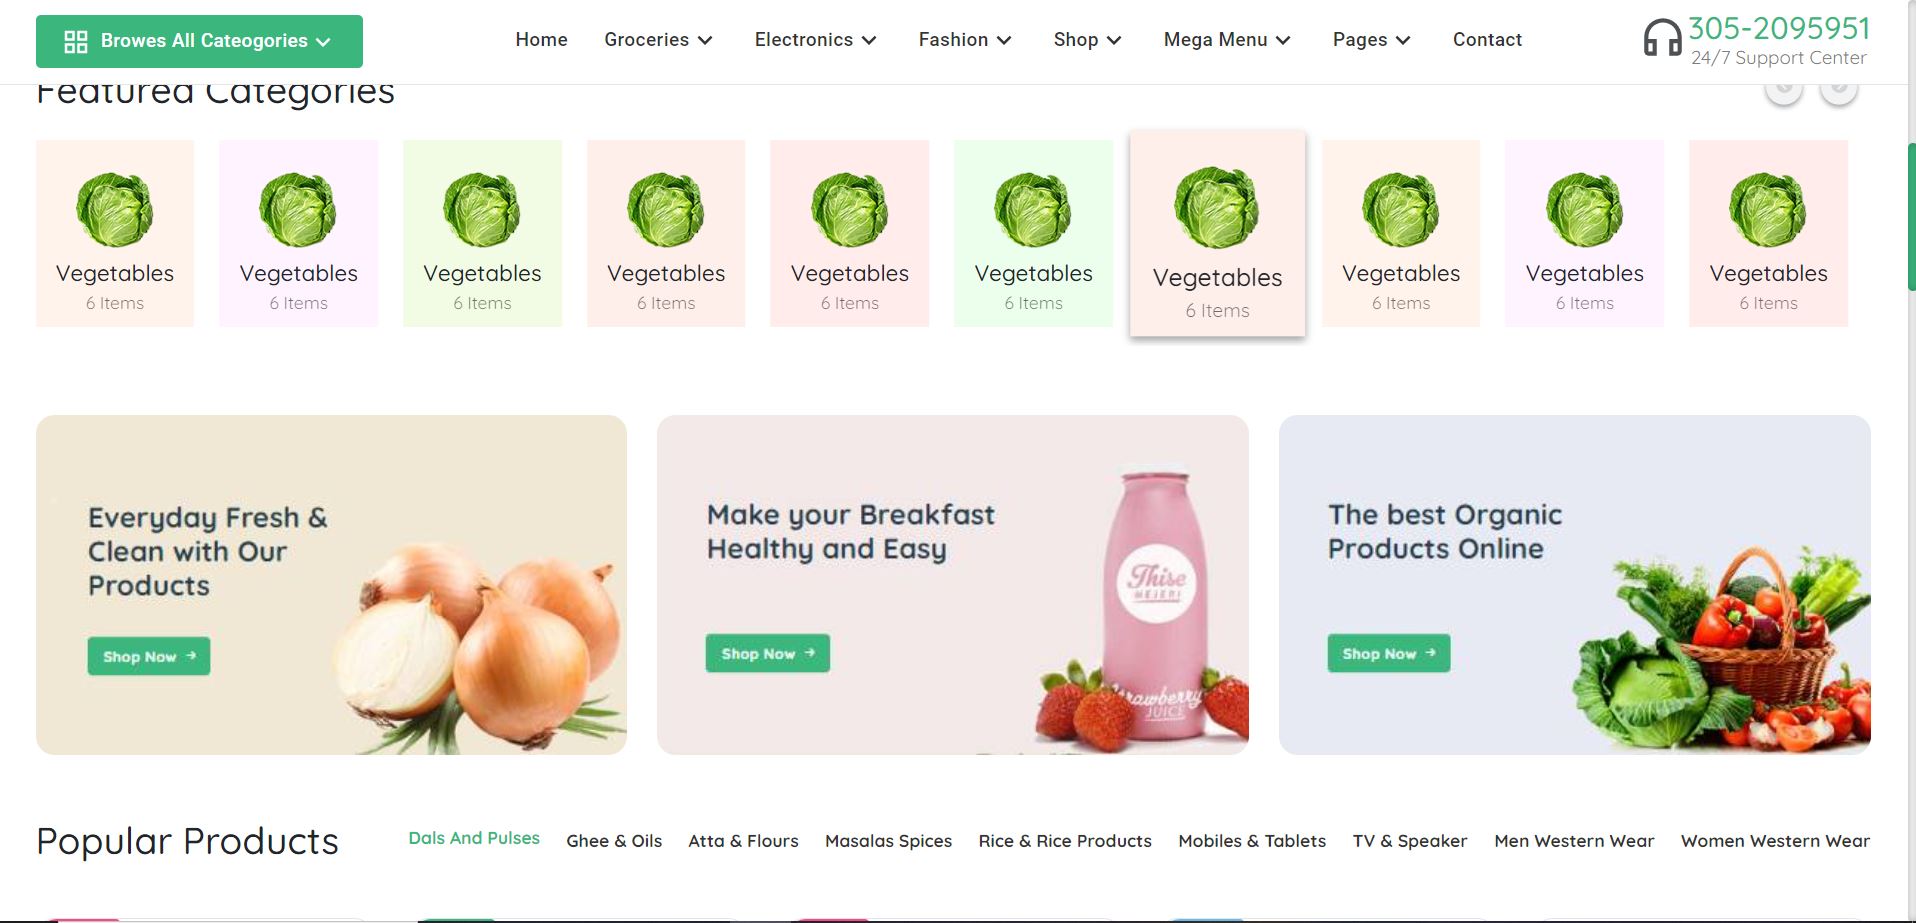 Browes All Cateogories
Home
Groceries
Electronics
Fashion
Shop
Mega Menu
Pages
Contact
305-2095951
24/7 Support Center
Featured Categories
Vegetables
6 Items
Vegetables
6 Items
Vegetables
6 Items
Vegetables
6 Items
Vegetables
6 Items
Vegetables
6 Items
Vegetables
6 Items
Vegetables
6 Items
Vegetables
6 Items
Vegetables
6 Items
Everyday Fresh &
Clean with Our
Products
Shop Now
Make your Breakfast
Healthy and Easy
Shop Now
Thise
MEJERI
Strawberry
JUICE
The best Organic
Products Online
Shop Now
Popular Products
Dals And Pulses
Ghee & Oils
Atta & Flours
Masalas Spices
Rice & Rice Products
Mobiles & Tablets
TV & Speaker
Men Western Wear
Women Western Wear